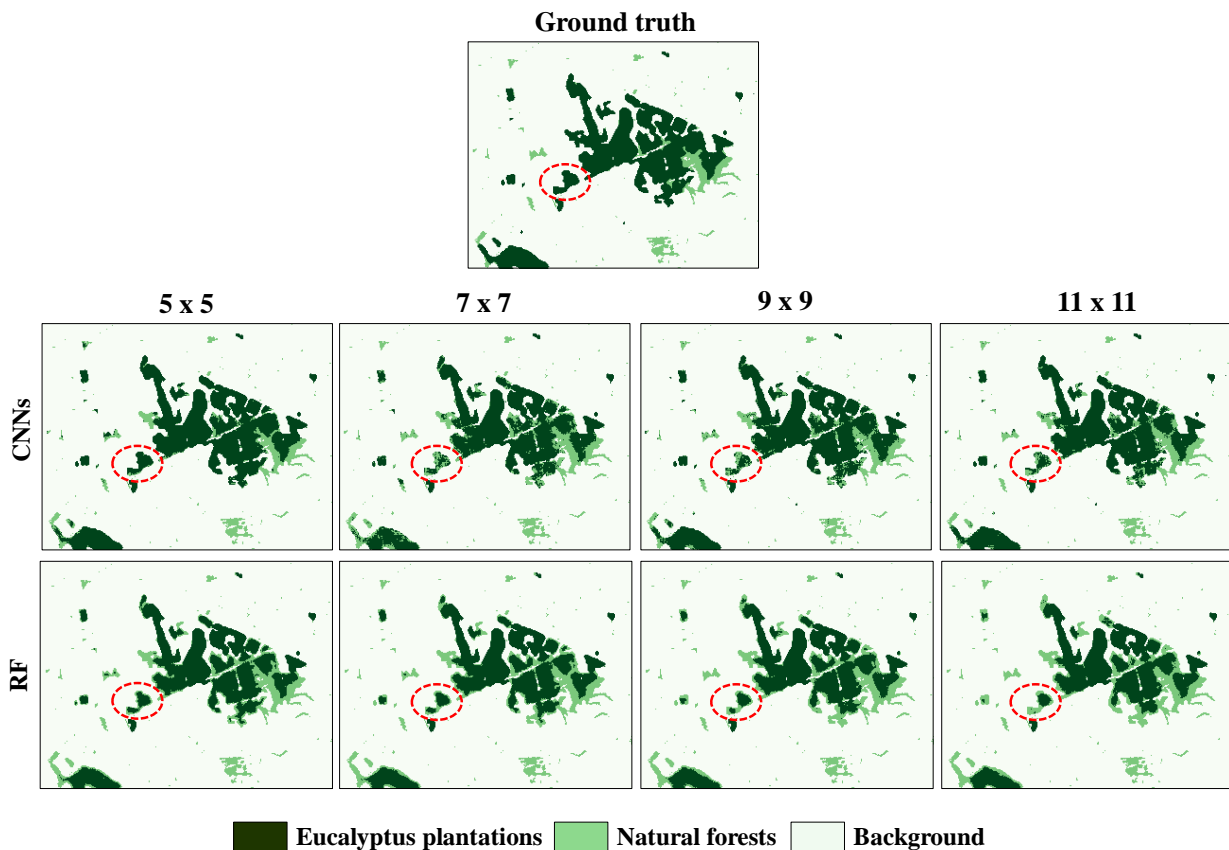 Ground truth
5 x 5
7 x 7
9 x 9
11 x 11
CNNs
RF
Eucalyptus plantations
Natural forests
Background